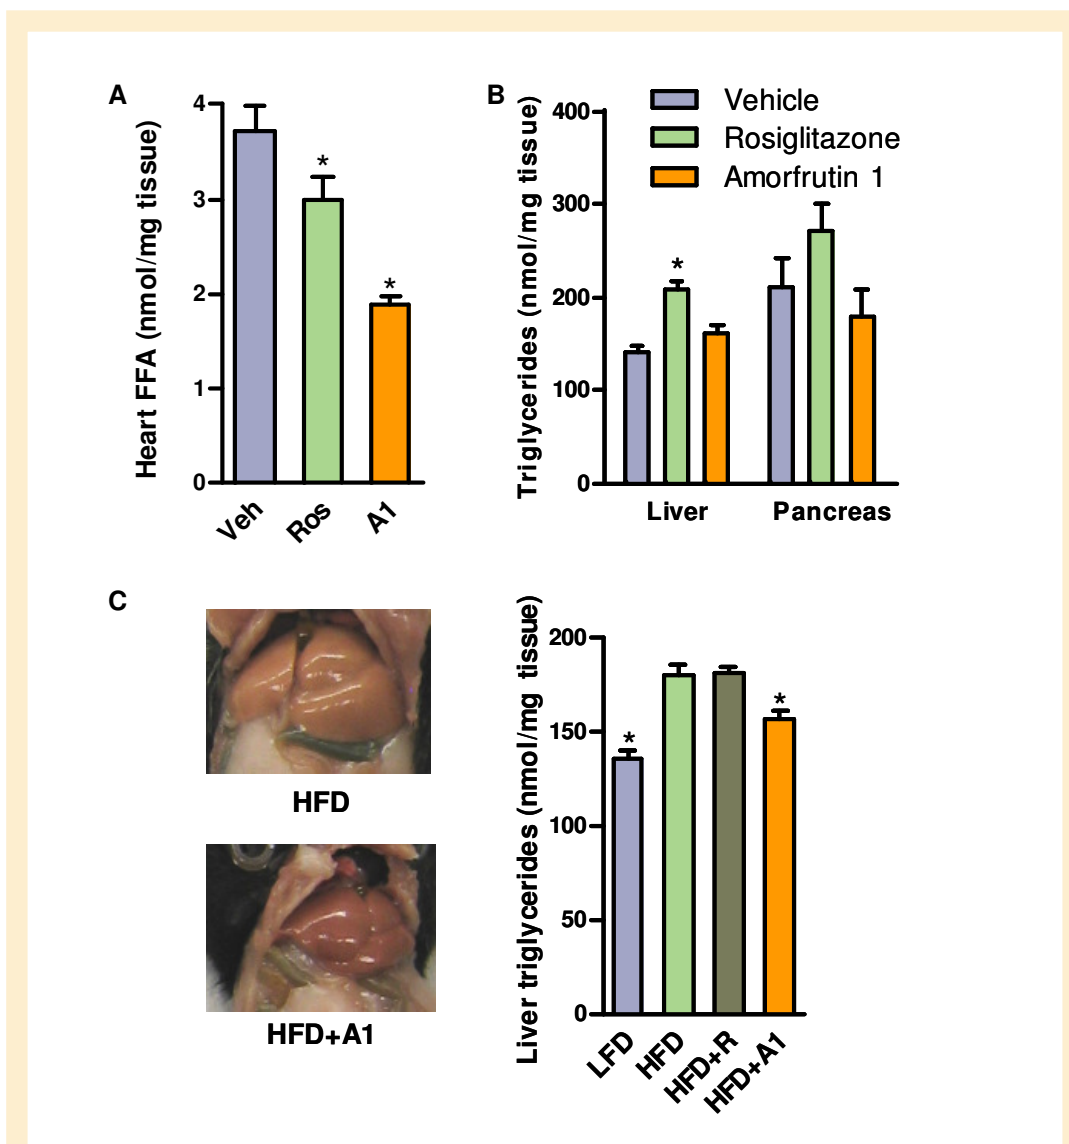 A
Heart FFA (nmol/mg tissue)
4
3
2
1
0
*
*
Veh
Ros
A1
B
Triglycerides (nmol/mg tissue)
400
300
200
100
0
Vehicle
Rosiglitazone
Amorfrutin 1
*
Liver
Pancreas
C
HFD
HFD+A1
Liver triglycerides (nmol/mg tissue)
200
150
100
50
0
*
*
LFD
HFD
HFD+R
HFD+A1